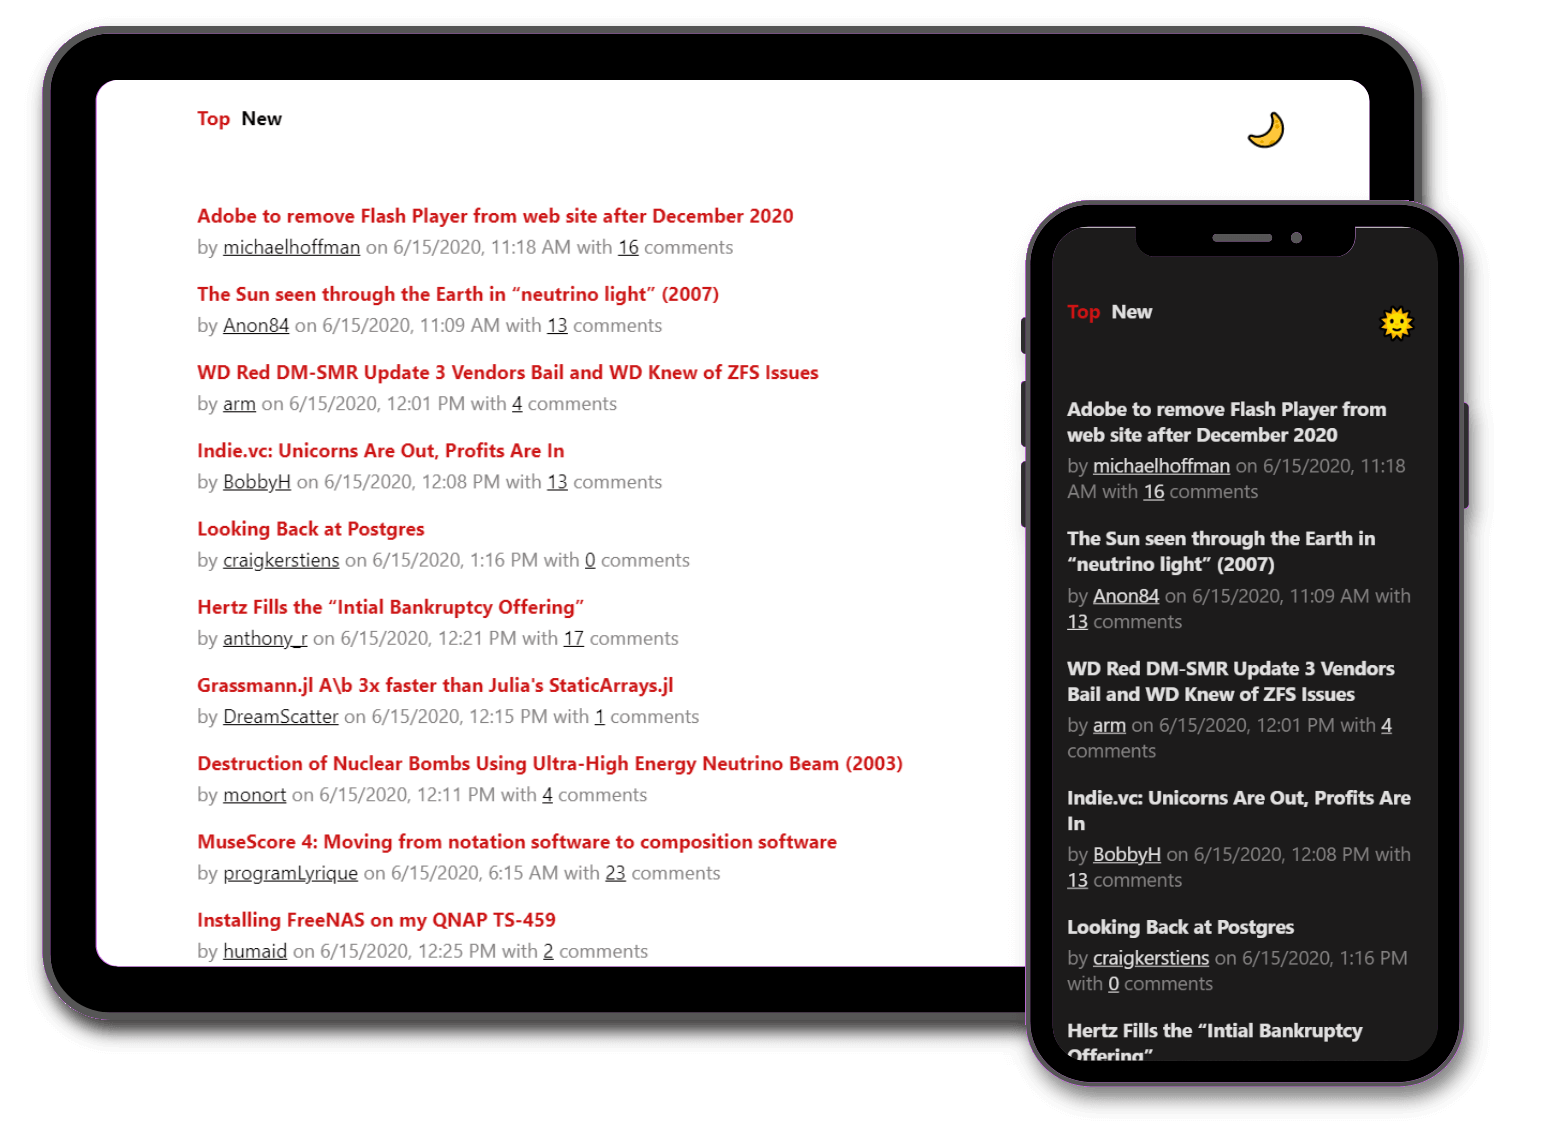 Top New
Adobe to remove Flash Player from web site after December 2020
by michaelhoffman on 6/15/2020, 11:18 AM with 16 comments
The Sun seen through the Earth in “neutrino light” (2007)
by Anon84 on 6/15/2020, 11:09 AM with 13 comments
WD Red DM-SMR Update 3 Vendors Bail and WD Knew of ZFS Issues
by arm on 6/15/2020, 12:01 PM with 4 comments
Indie.vc: Unicorns Are Out, Profits Are In
by BobbyH on 6/15/2020, 12:08 PM with 13 comments
Looking Back at Postgres
by craigkerstiens on 6/15/2020, 1:16 PM with 0 comments
Hertz Fills the “Intial Bankruptcy Offering”
by anthony_r on 6/15/2020, 12:21 PM with 17 comments
Grassmann.jl A\b 3x faster than Julia's StaticArrays.jl
by DreamScatter on 6/15/2020, 12:15 PM with 1 comments
Destruction of Nuclear Bombs Using Ultra-High Energy Neutrino Beam (2003)
by monort on 6/15/2020, 12:11 PM with 4 comments
MuseScore 4: Moving from notation software to composition software
by programLyrique on 6/15/2020, 6:15 AM with 23 comments
Installing FreeNAS on my QNAP TS-459
by humaid on 6/15/2020, 12:25 PM with 2 comments
Top New
Adobe to remove Flash Player from
web site after December 2020
by michaelhoffman on 6/15/2020, 11:18
AM with 16 comments
The Sun seen through the Earth in
“neutrino light” (2007)
by Anon84 on 6/15/2020, 11:09 AM with
13 comments
WD Red DM-SMR Update 3 Vendors
Bail and WD Knew of ZFS Issues
by arm on 6/15/2020, 12:01 PM with 4
comments
Indie.vc: Unicorns Are Out, Profits Are
In
by BobbyH on 6/15/2020, 12:08 PM with
13 comments
Looking Back at Postgres
by craigkerstiens on 6/15/2020, 1:16 PM
with 0 comments
Hertz Fills the “Intial Bankruptcy
Offering”